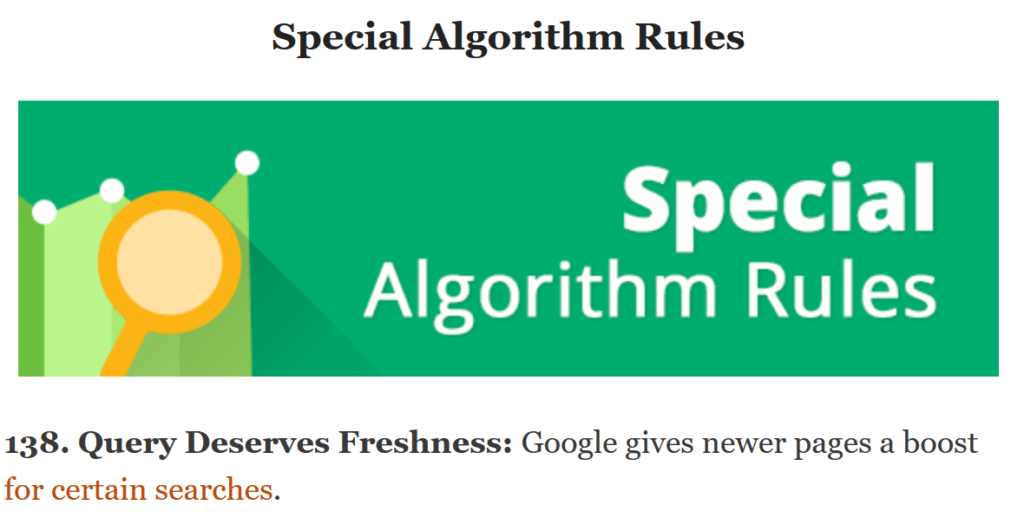 Special Algorithm Rules
Special
Algorithm Rules
138. Query Deserves Freshness: Google gives newer pages a boost
for certain searches.